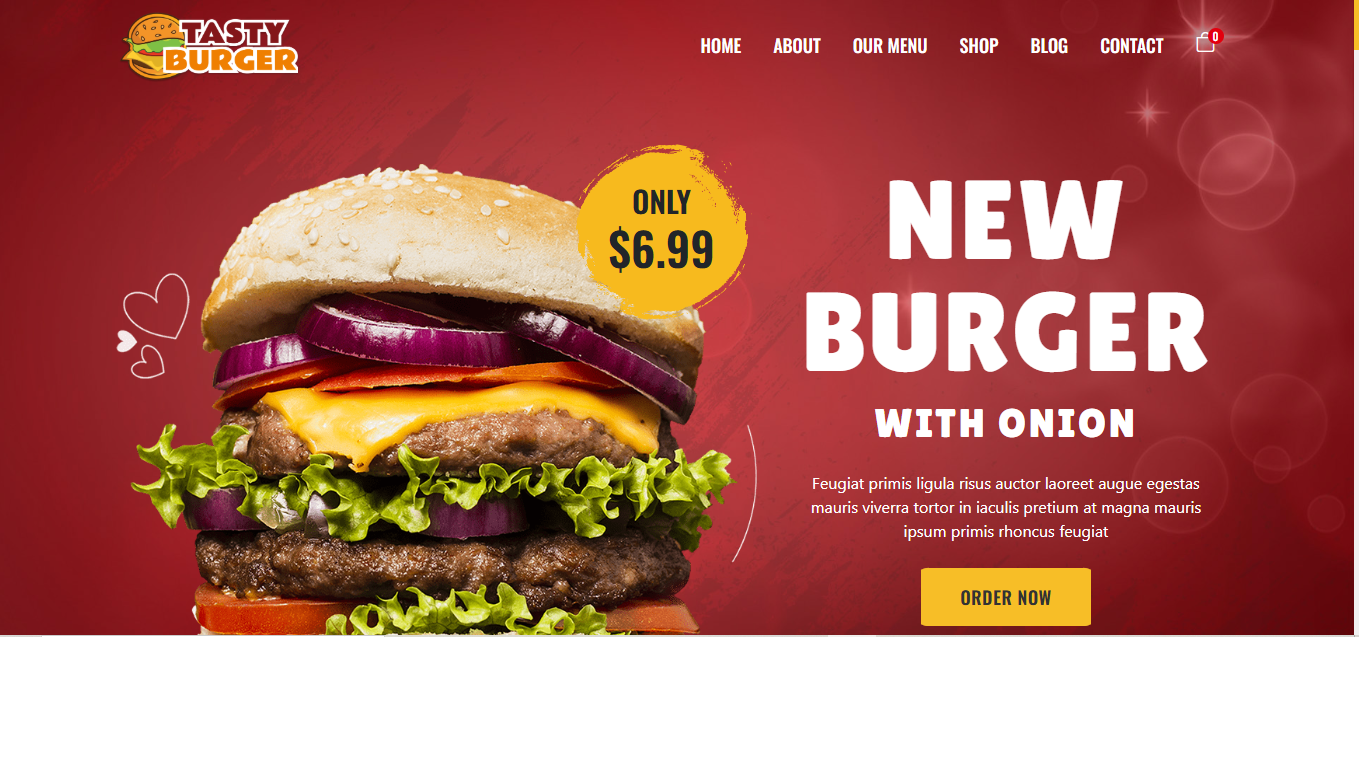 TASTY
BURGER
HOME ABOUT OUR MENU SHOP BLOG CONTACT 0
ONLY
$6.99
NEW
BURGER
WITH ONION
Feugiat primis ligula risus auctor laoreet augue egestas
mauris viverra tortor in iaculis pretium at magna mauris
ipsum primis rhoncus feugiat
ORDER NOW